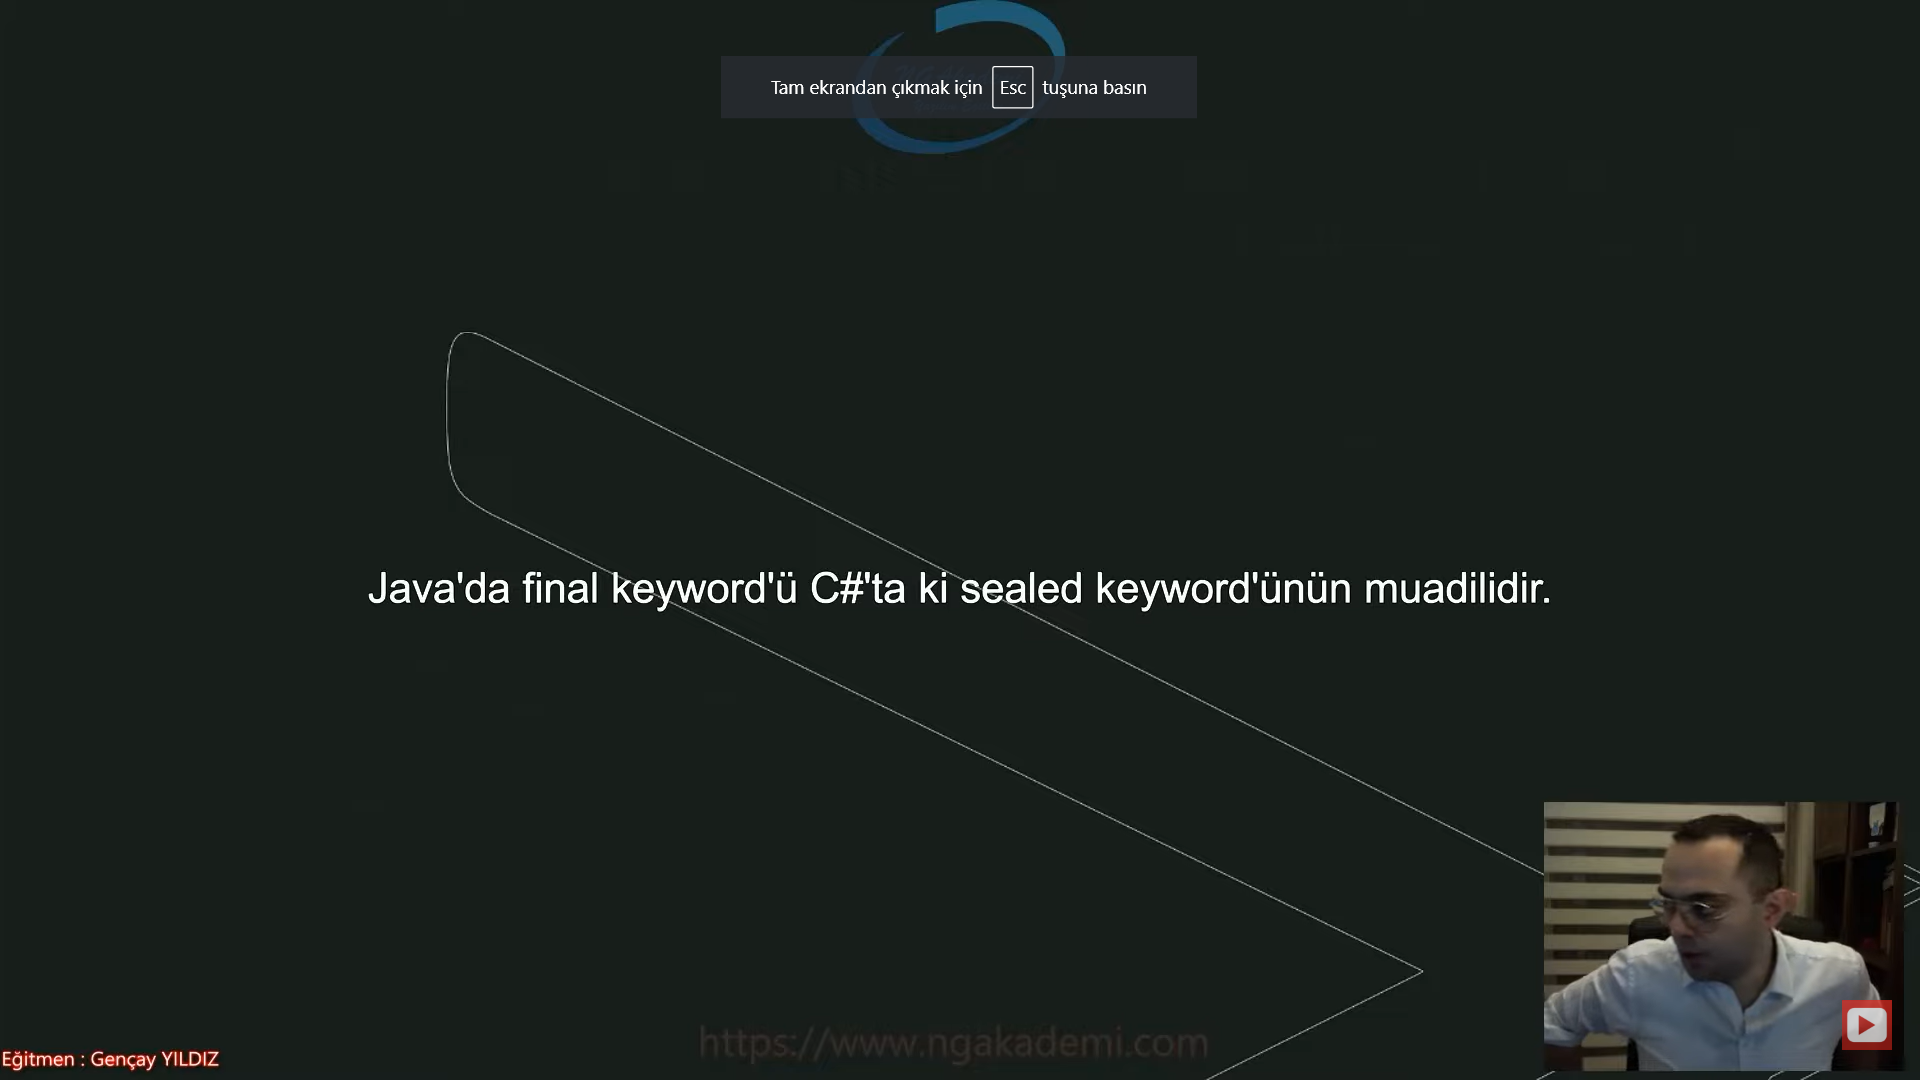 Tam ekrandan çıkmak için Esc tuşuna basın
Java'da final keyword'ü C#'ta ki sealed keyword'ünün muadilidir.
https://www.ngakademi.com
Eğitmen : Gençay YILDIZ